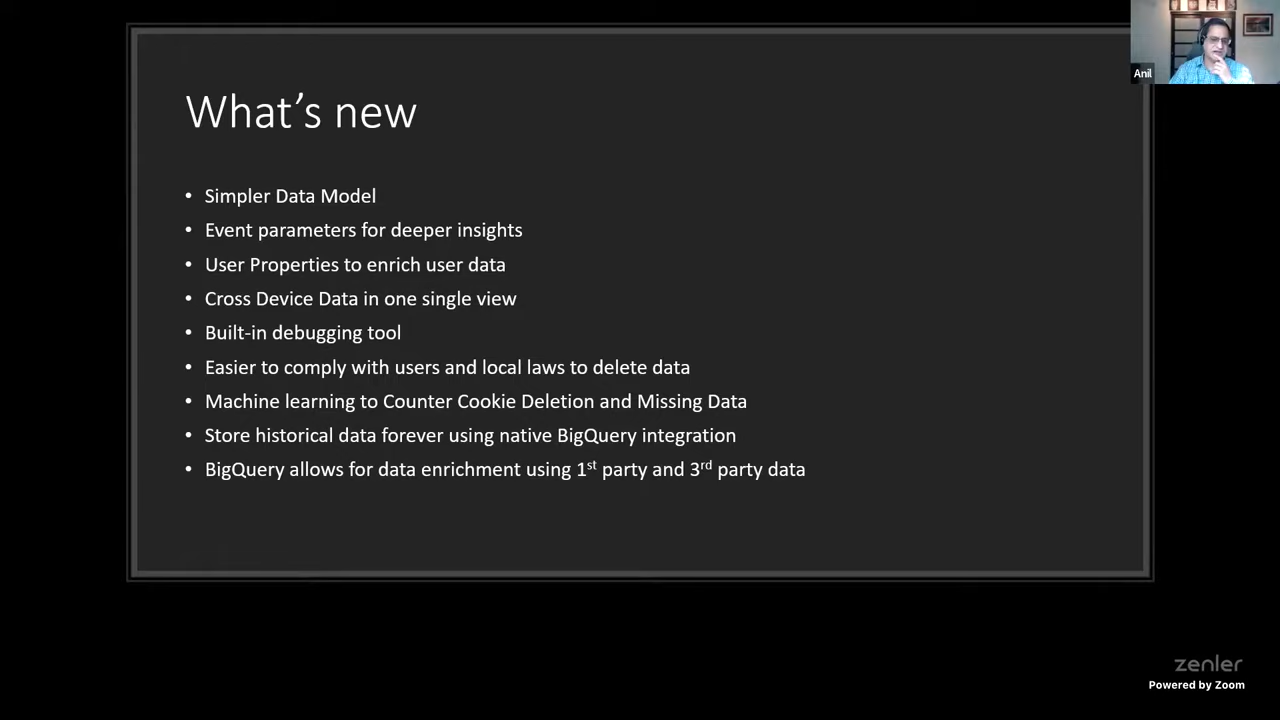 Anil
What's new
• Simpler Data Model
• Event parameters for deeper insights
• User Properties to enrich user data
• Cross Device Data in one single view
• Built-in debugging tool
• Easier to comply with users and local laws to delete data
• Machine learning to Counter Cookie Deletion and Missing Data
• Store historical data forever using native BigQuery integration
• BigQuery allows for data enrichment using 1st party and 3rd party data
zenler
Powered by Zoom